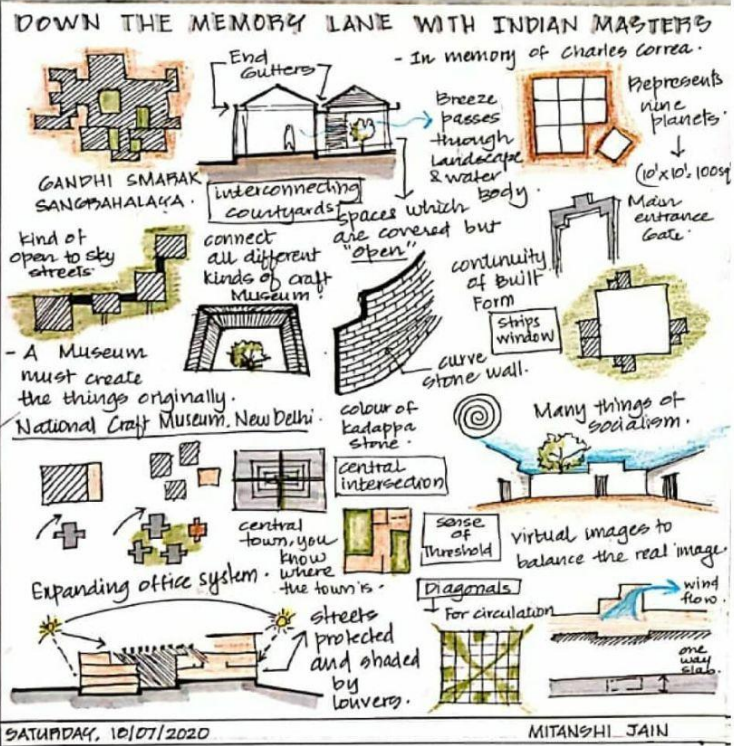 DOWN THE MEMORY LANE WITH INDIAN MASTERS
- In memory of Charles Correa.
End
Gutters
Breeze
passes
through
landscape
& water
body.
Represents
nine
planets.
(10'x10'=100sq
GANDHI SMARAK
SANGRAHALAYA.
interconnecting
courtyards
spaces which
are covered but
"open"
Main
entrance
Gate.
kind of
open to sky
streets.
connect
all different
kinds of craft
Museum.
continuity
of Built
Form
Strips
window
curve
stone wall.
- A Museum
must create
the things originally.
National Craft Museum, New Delhi.
colour of
kadappa
stone.
Many things of
socialism.
central
intersection
central
town, you
know
where
the town is.
sense
of
Threshold
virtual images to
balance the real image.
Expanding office system.
Diagonals
For circulation
wind
flow.
streets
protected
and shaded
by
louvers.
one
way
slab.
SATURDAY, 18/07/2020
MITANSHI JAIN